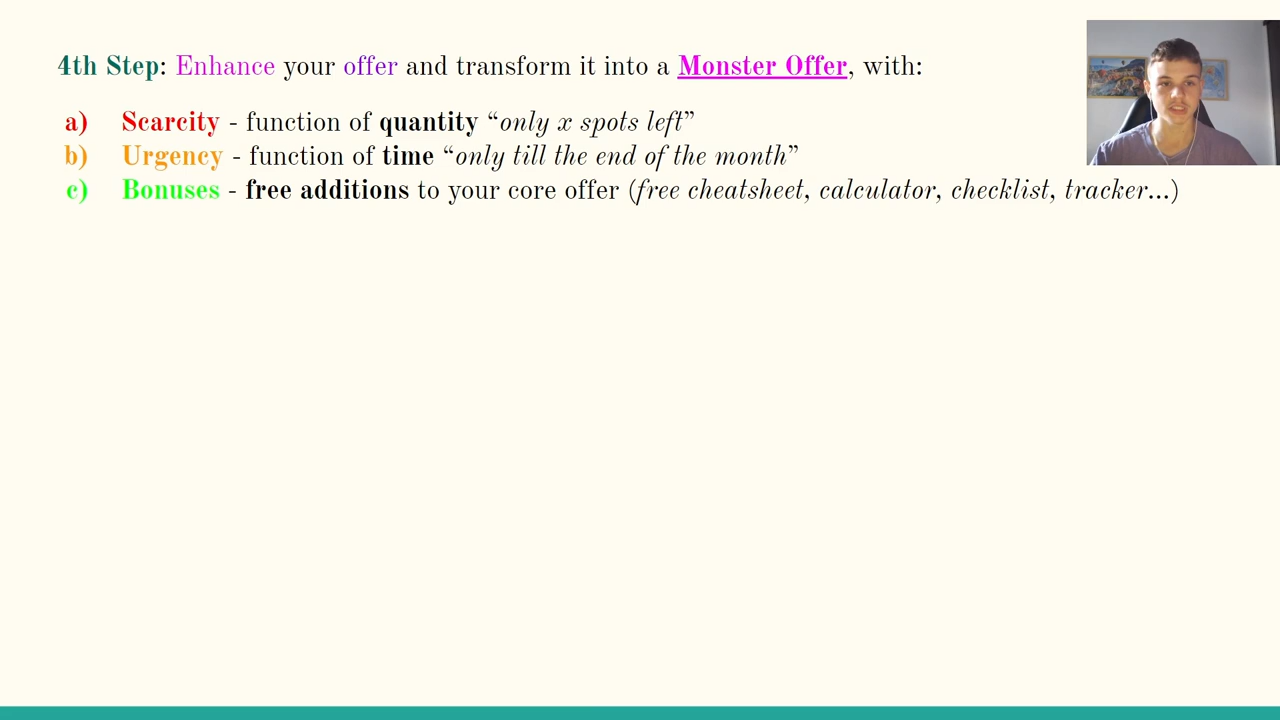 4th Step: Enhance your offer and transform it into a Monster Offer, with:
a) Scarcity - function of quantity “only x spots left”
b) Urgency - function of time “only till the end of the month”
c) Bonuses - free additions to your core offer (free cheatsheet, calculator, checklist, tracker...)